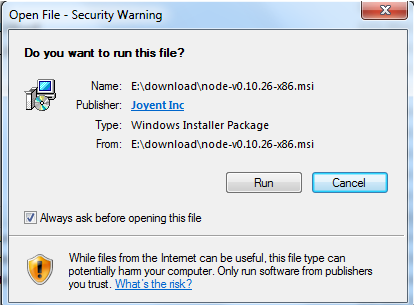 Open File - Security Warning
Do you want to run this file?
Name: E:\download\node-v0.10.26-x86.msi
Publisher: Joyent Inc
Type: Windows Installer Package
From: E:\download\node-v0.10.26-x86.msi
Run Cancel
Always ask before opening this file
While files from the Internet can be useful, this file type can
potentially harm your computer. Only run software from publishers
you trust. What's the risk?